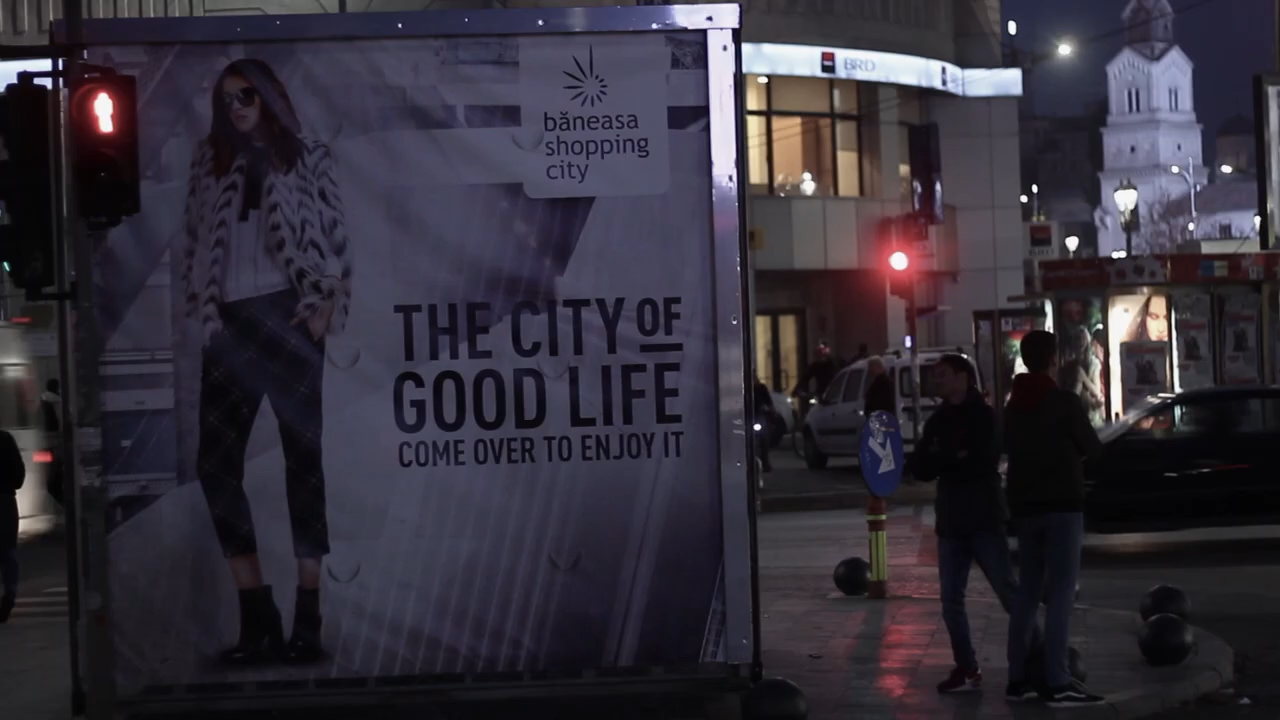 băneasa
shopping
city
THE CITY OF
GOOD LIFE
COME OVER TO ENJOY IT
BRD